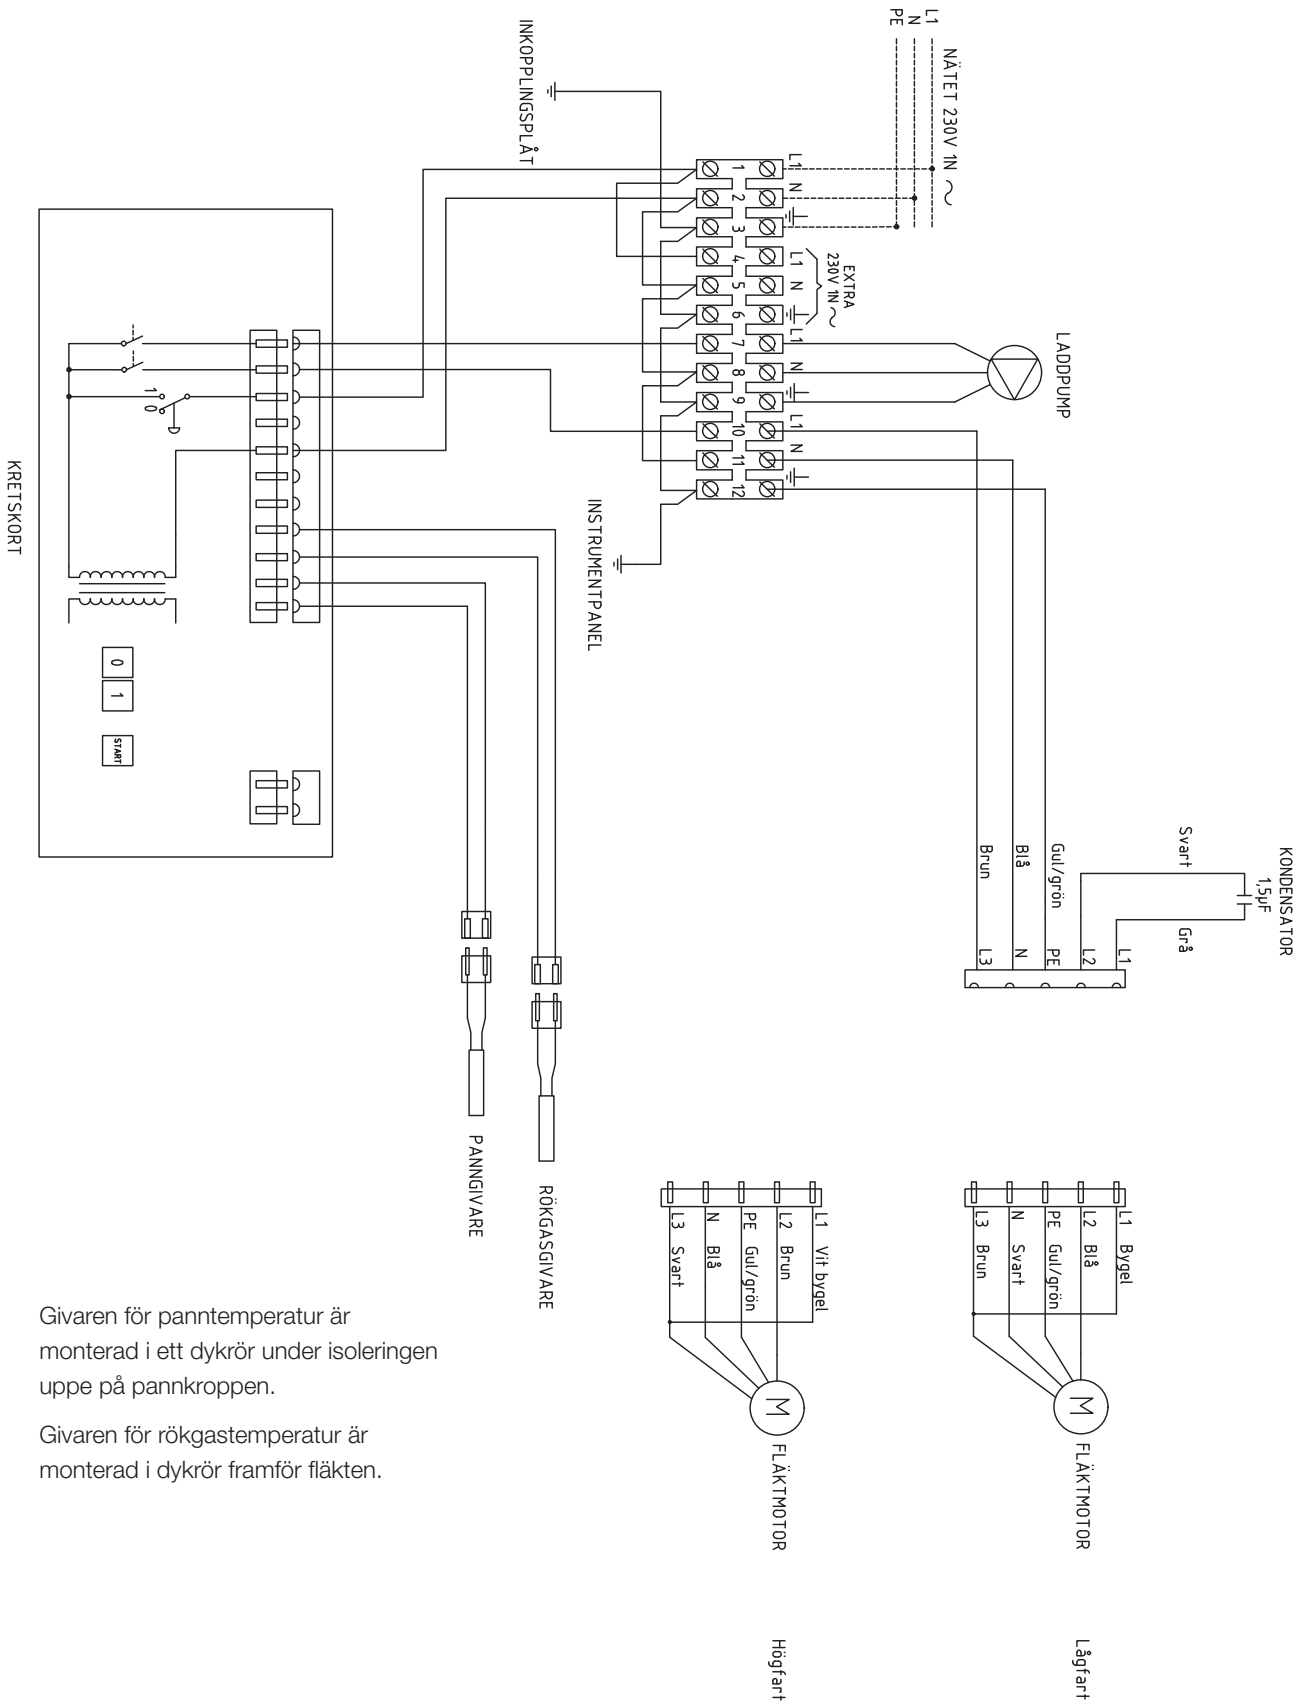 L1
N
PE
NÄTET 230V 1N ~
INKOPPLINGSPLÅT
L1
N
1
2
3
4
5
6
7
8
9
10
11
12
L1
N
EXTRA
230V 1N ~
L1
N
L1
N
LADDPUMP
INSTRUMENTPANEL
KRETSKORT
1
0
0
1
START
KONDENSATOR
1,5µF
Svart
Grå
Gul/grön
Blå
Brun
L1
L2
PE
N
L3
PANNGIVARE
RÖKGASGIVARE
L1 Vit bygel
L2 Brun
PE Gul/grön
N Blå
L3 Svart
M
FLÄKTMOTOR
Högfart
L1 Bygel
L2 Blå
PE Gul/grön
N Svart
L3 Brun
M
FLÄKTMOTOR
Lågfart
Givaren för panntemperatur är
monterad i ett dykrör under isoleringen
uppe på pannkroppen.
Givaren för rökgastemperatur är
monterad i dykrör framför fläkten.